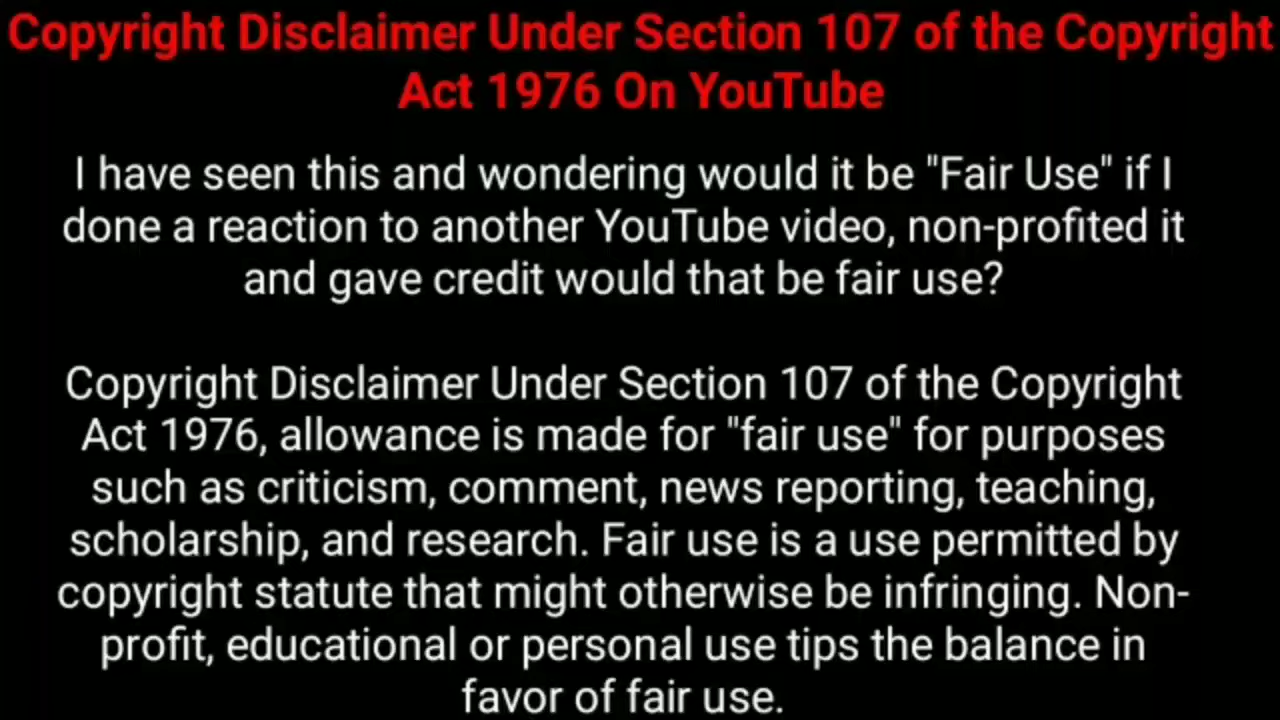 Copyright Disclaimer Under Section 107 of the Copyright
Act 1976 On YouTube
I have seen this and wondering would it be "Fair Use" if I
done a reaction to another YouTube video, non-profited it
and gave credit would that be fair use?
Copyright Disclaimer Under Section 107 of the Copyright
Act 1976, allowance is made for "fair use" for purposes
such as criticism, comment, news reporting, teaching,
scholarship, and research. Fair use is a use permitted by
copyright statute that might otherwise be infringing. Non-
profit, educational or personal use tips the balance in
favor of fair use.